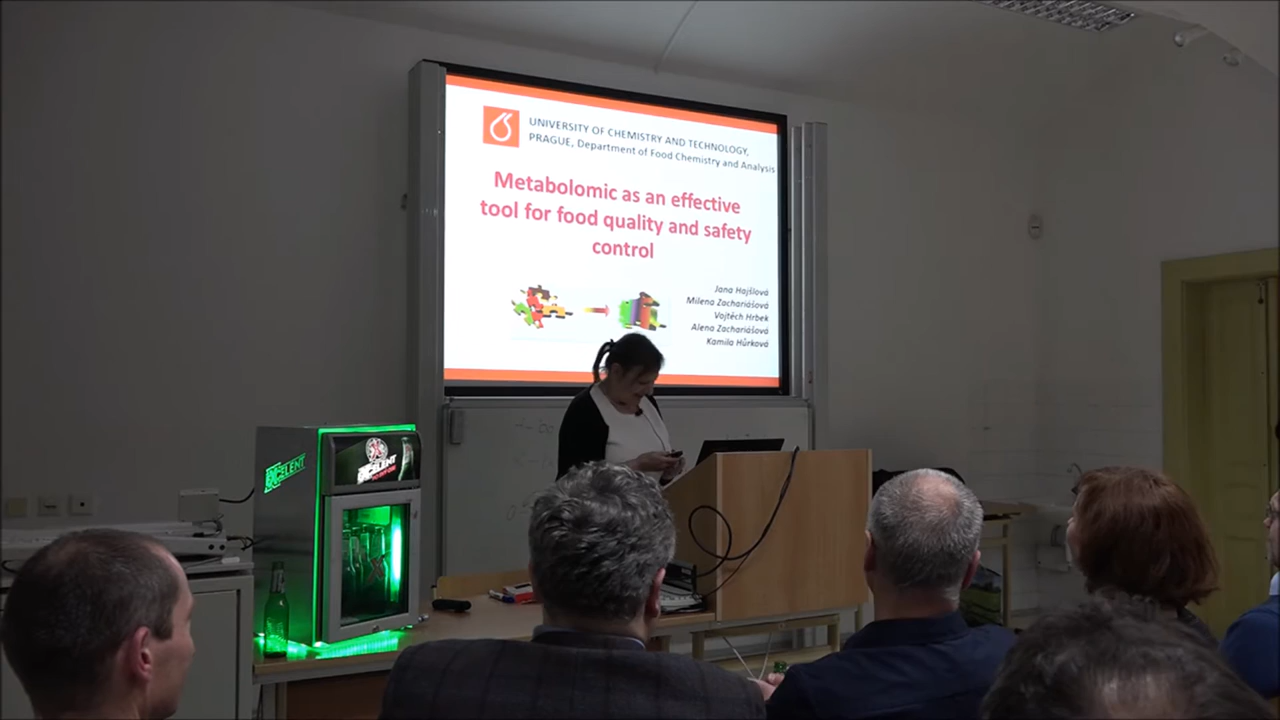 UNIVERSITY OF CHEMISTRY AND TECHNOLOGY,
PRAGUE, Department of Food Chemistry and Analysis
Metabolomic as an effective
tool for food quality and safety
control
Jana Hajšlová
Milena Zachariášová
Vojtěch Hrbek
Alena Zachariášová
Kamila Hůrková